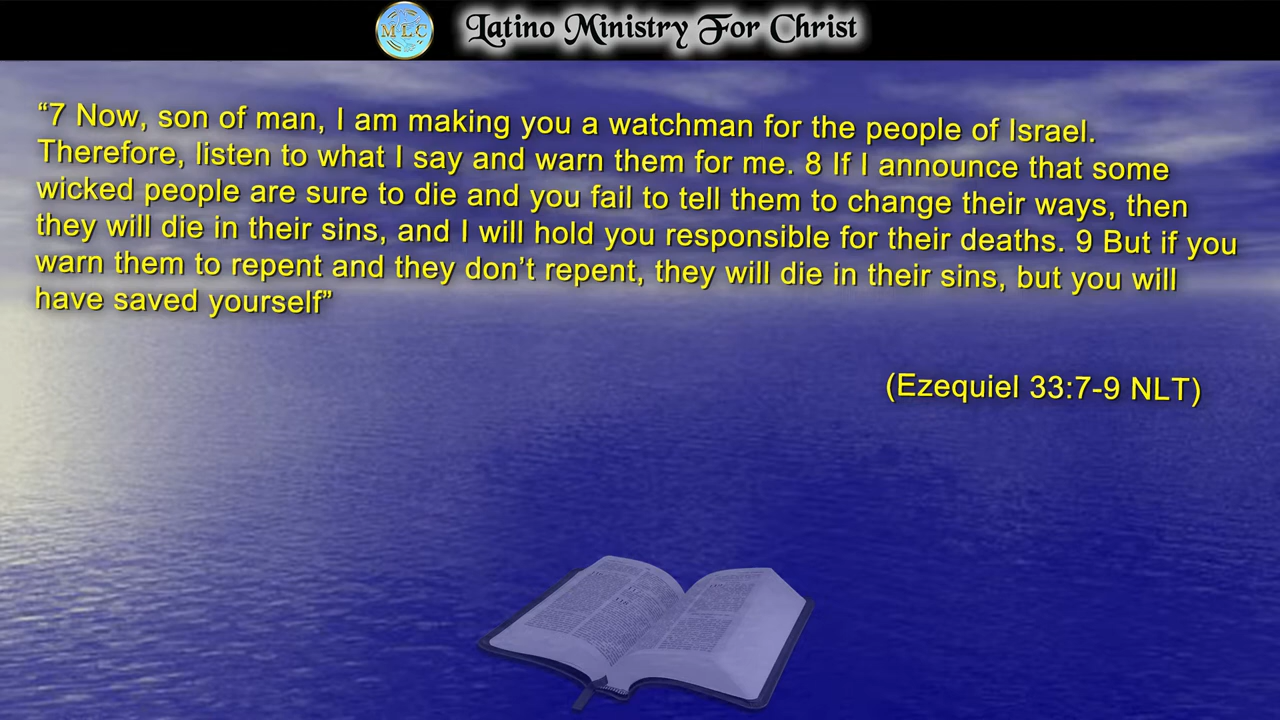 MLC
Latino Ministry For Christ
“7 Now, son of man, I am making you a watchman for the people of Israel.
Therefore, listen to what I say and warn them for me. 8 If I announce that some
wicked people are sure to die and you fail to tell them to change their ways, then
they will die in their sins, and I will hold you responsible for their deaths. 9 But if you
warn them to repent and they don’t repent, they will die in their sins, but you will
have saved yourself”
(Ezequiel 33:7-9 NLT)